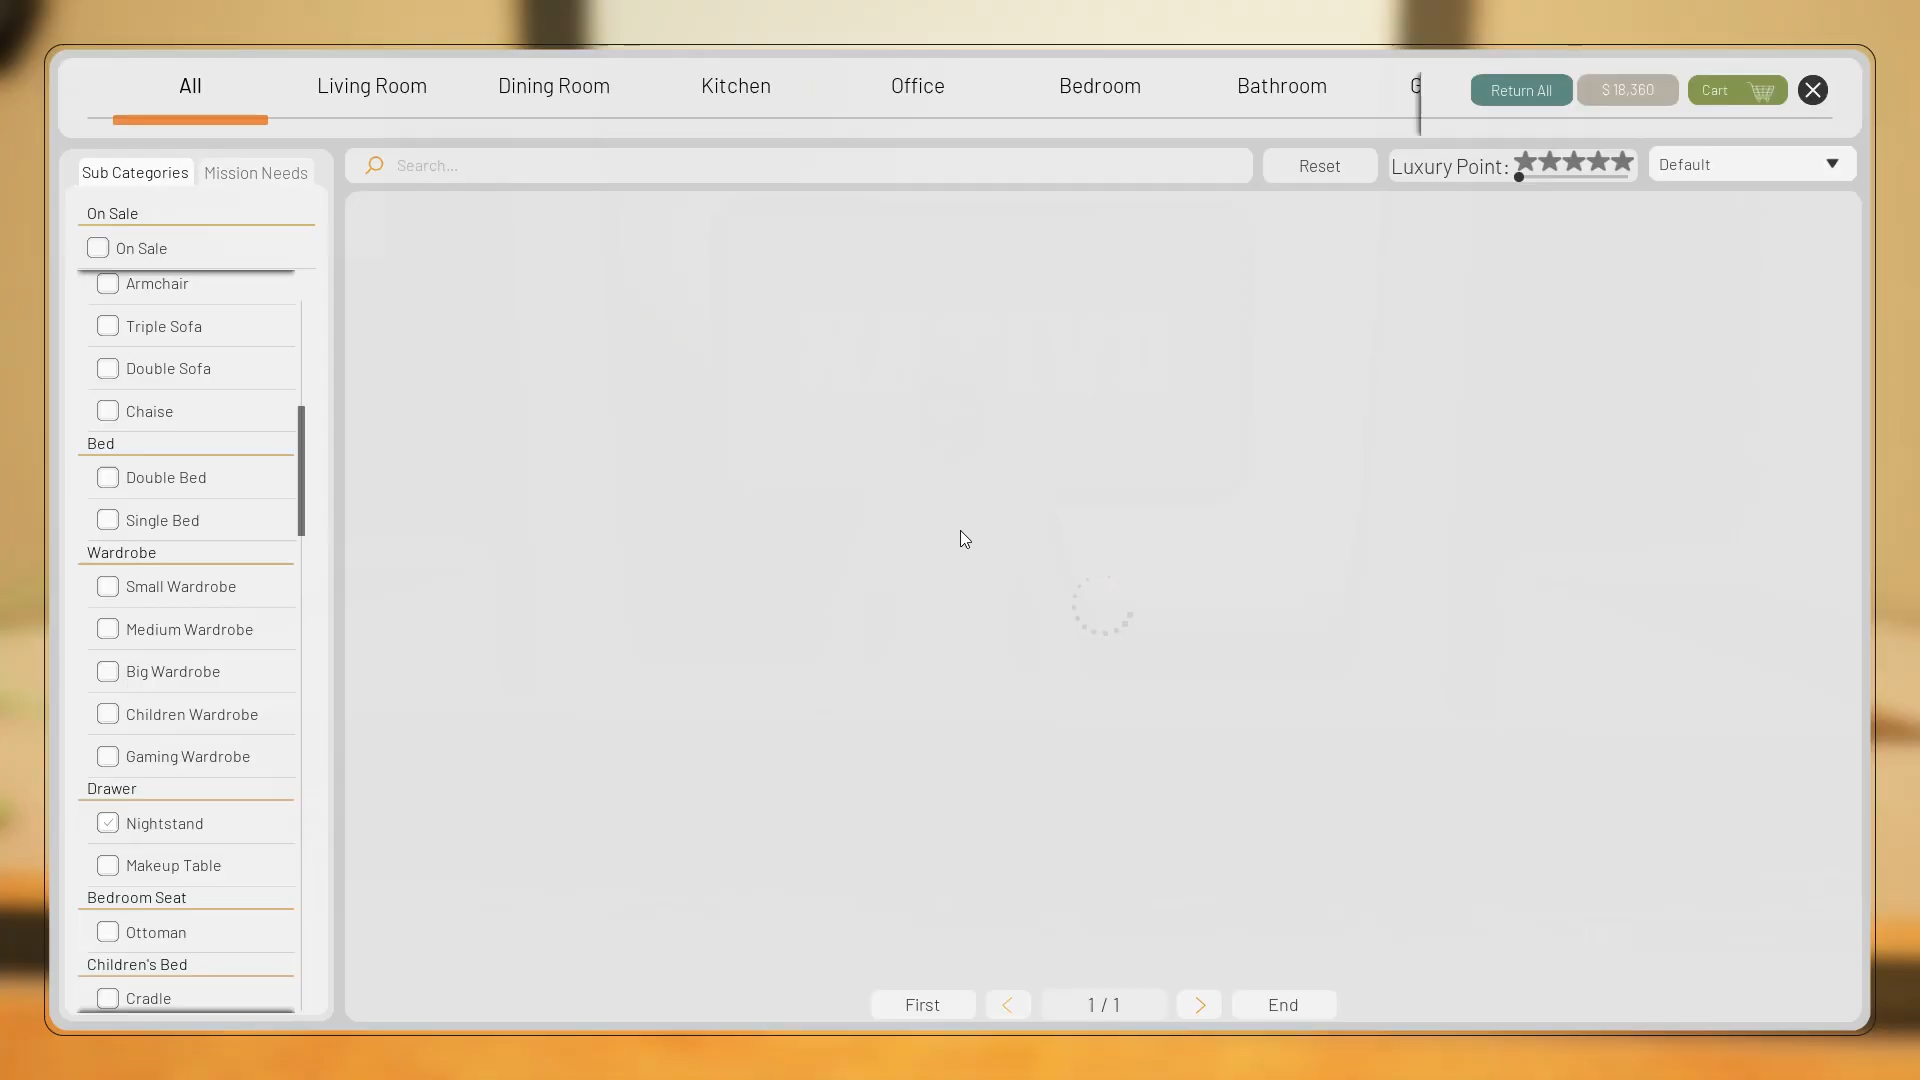 All
Living Room
Dining Room
Kitchen
Office
Bedroom
Bathroom
Return All
$ 18,360
Cart
Sub Categories
Mission Needs
Search...
Reset
Luxury Point:
Default
On Sale
On Sale
Armchair
Triple Sofa
Double Sofa
Chaise
Bed
Double Bed
Single Bed
Wardrobe
Small Wardrobe
Medium Wardrobe
Big Wardrobe
Children Wardrobe
Gaming Wardrobe
Drawer
Nightstand
Makeup Table
Bedroom Seat
Ottoman
Children's Bed
Cradle
First
1 / 1
End